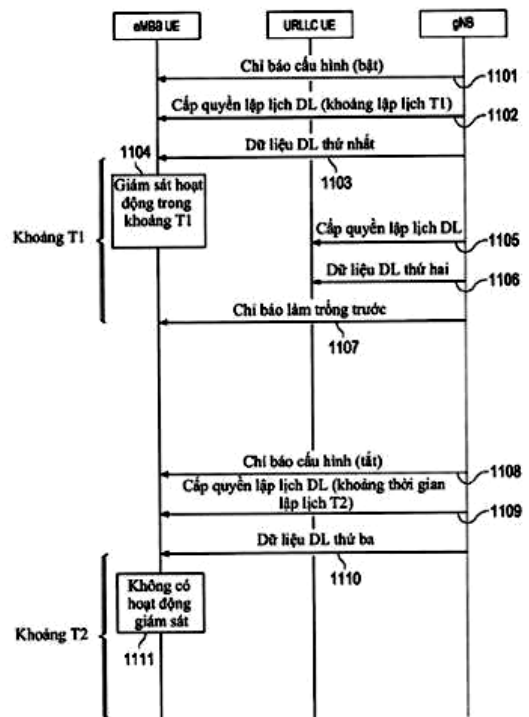 eMBB UE
URLLC UE
gNB
Chỉ báo cấu hình (bật)
1101
Cấp quyền lập lịch DL (khoảng lập lịch T1)
1102
Dữ liệu DL thứ nhất
1103
1104
Giám sát hoạt
động trong
khoảng T1
Khoảng T1
Cấp quyền lập lịch DL
1105
Dữ liệu DL thứ hai
1106
Chỉ báo làm trống trước
1107
Chỉ báo cấu hình (tắt)
1108
Cấp quyền lập lịch DL (khoảng thời gian
lập lịch T2)
1109
Dữ liệu DL thứ ba
1110
Không có
hoạt động
giám sát
1111
Khoảng T2